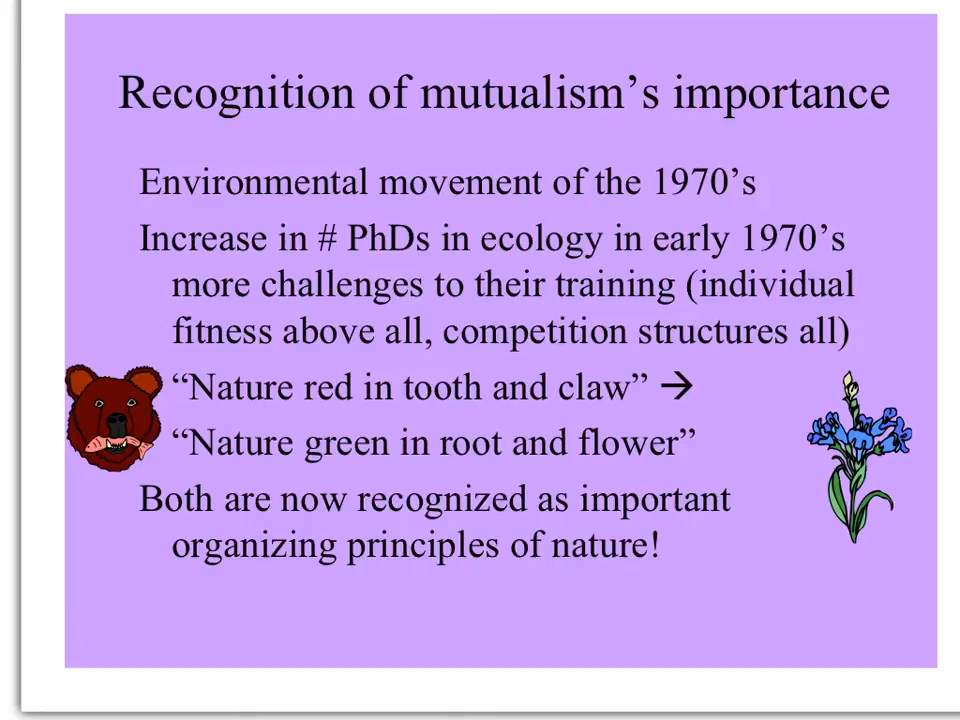 Recognition of mutualism’s importance
Environmental movement of the 1970’s
Increase in # PhDs in ecology in early 1970’s
more challenges to their training (individual
fitness above all, competition structures all)
“Nature red in tooth and claw” →
“Nature green in root and flower”
Both are now recognized as important
organizing principles of nature!